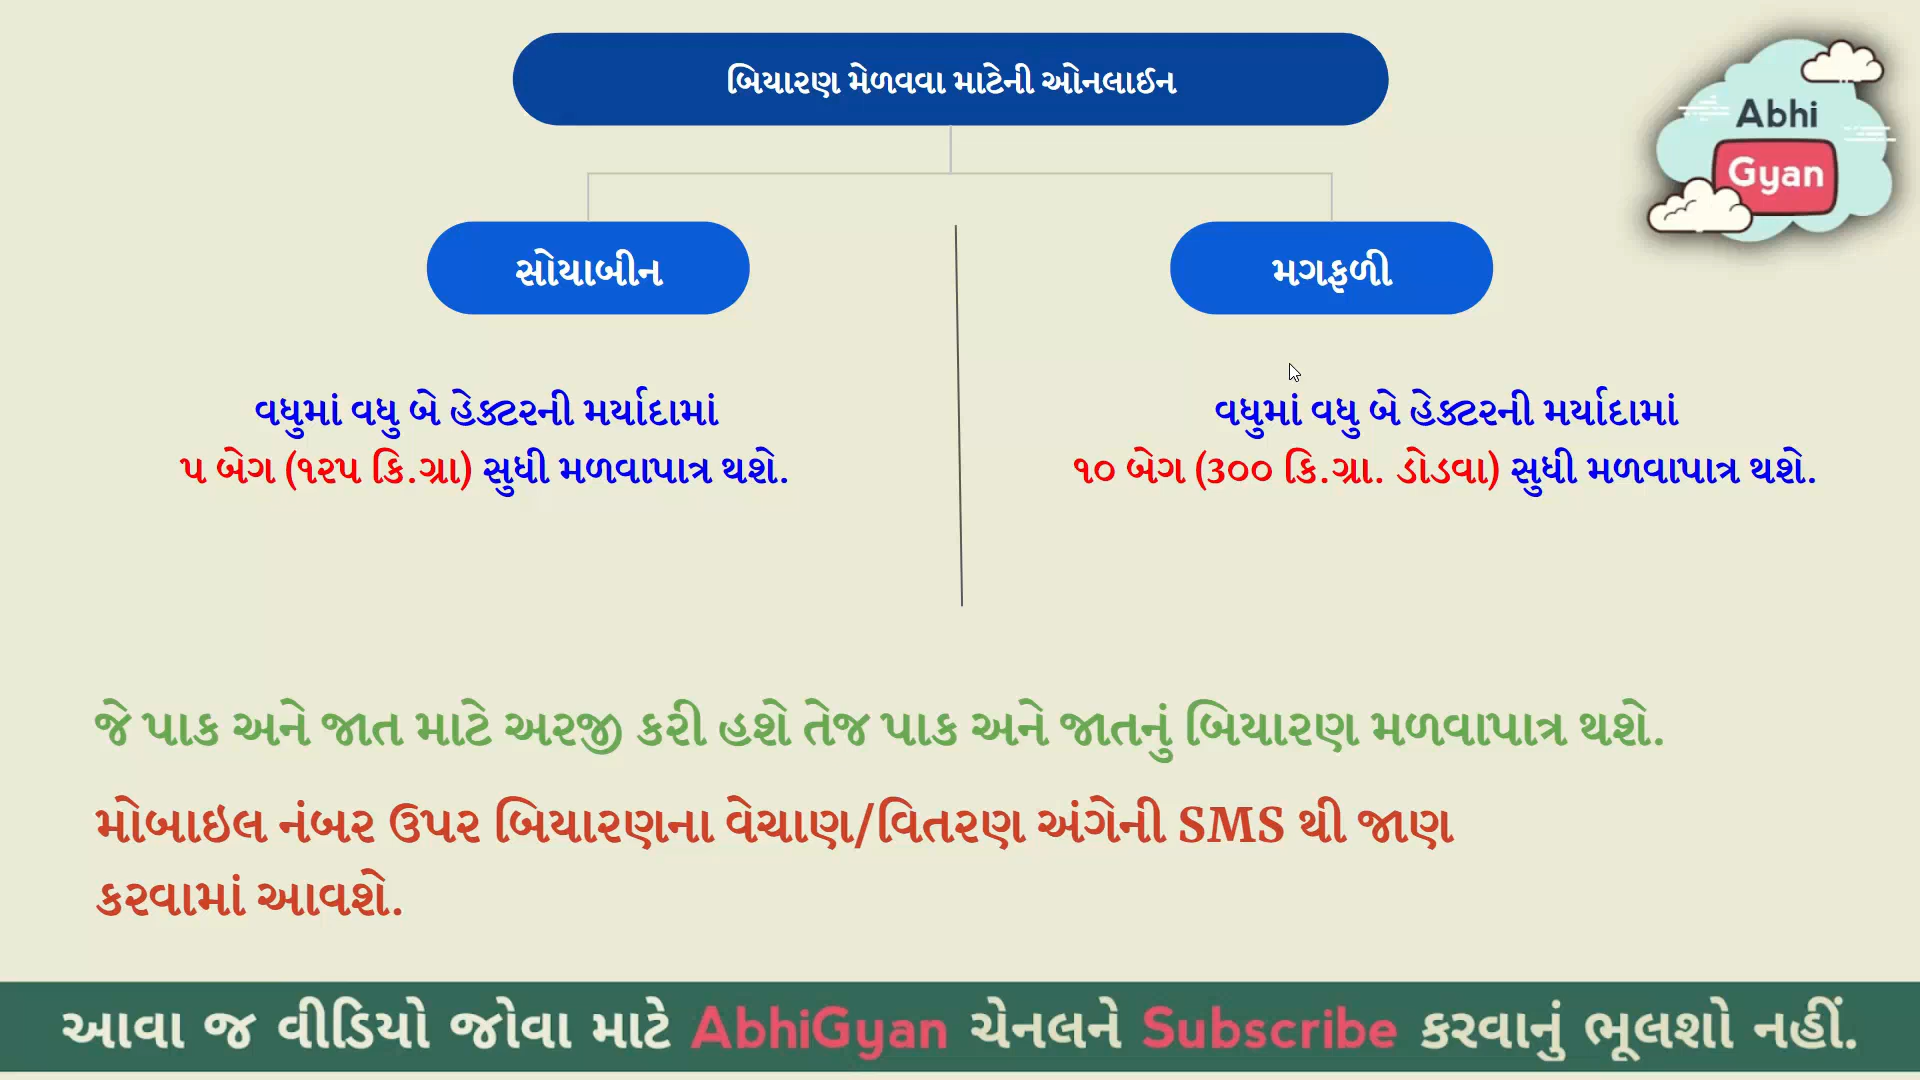 બિયારણ મેળવવા માટેની ઓનલાઈન
Abhi
Gyan
સોયાબીન
મગફળી
વધુમાં વધુ બે હેક્ટરની મર્યાદામાં
૫ બેગ (૧૨૫ કિ.ગ્રા) સુધી મળવાપાત્ર થશે.
વધુમાં વધુ બે હેક્ટરની મર્યાદામાં
૧૦ બેગ (૩૦૦ કિ.ગ્રા. ડોડવા) સુધી મળવાપાત્ર થશે.
જે પાક અને જાત માટે અરજી કરી હશે તેજ પાક અને જાતનું બિયારણ મળવાપાત્ર થશે.
મોબાઇલ નંબર ઉપર બિયારણના વેચાણ/વિતરણ અંગેની SMS થી જાણ
કરવામાં આવશે.
આવા જ વીડિયો જોવા માટે AbhiGyan ચેનલને Subscribe કરવાનું ભૂલશો નહીં.